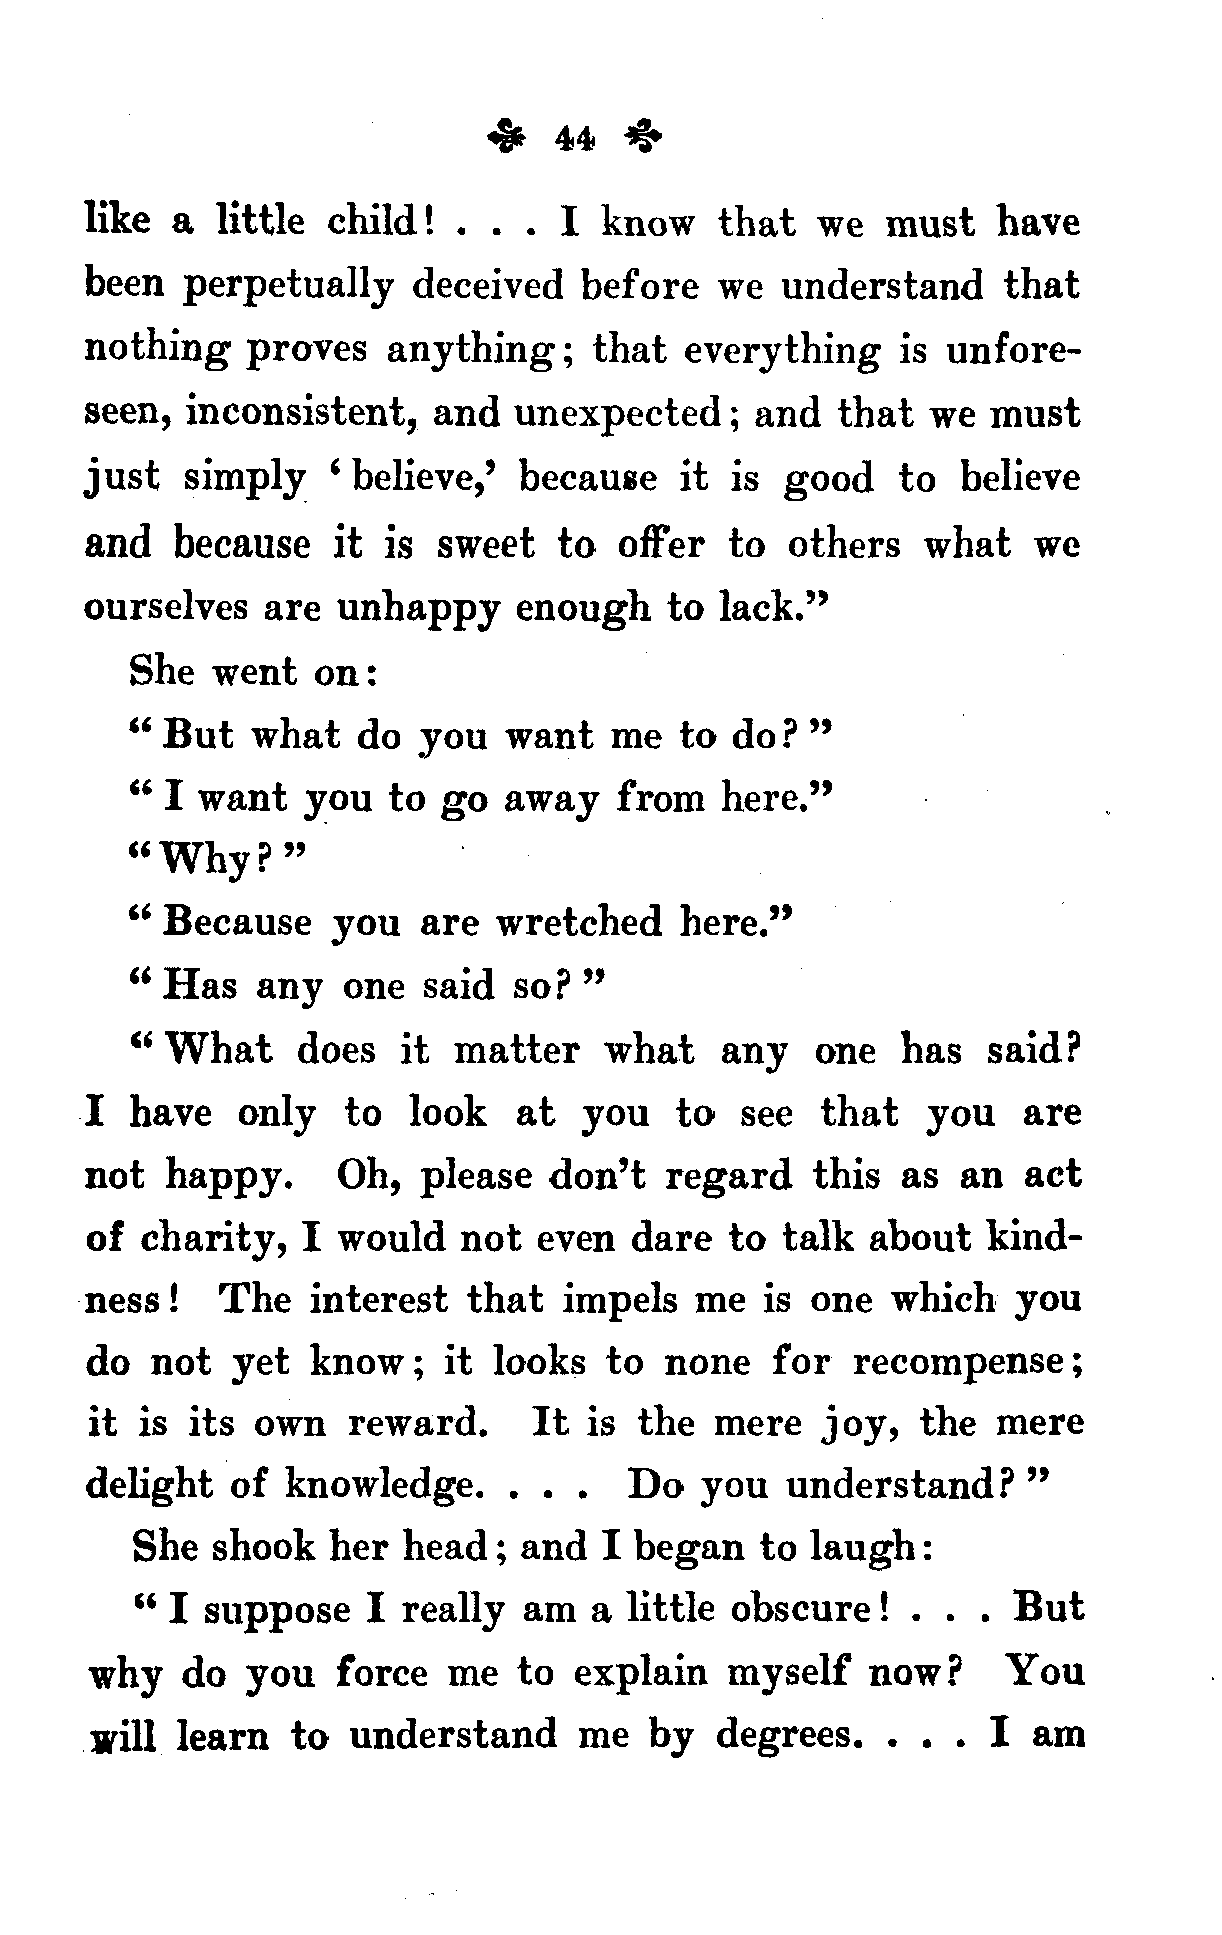 44
like a little child! . . . I know that we must have
been perpetually deceived before we understand that
nothing proves anything; that everything is unfore-
seen, inconsistent, and unexpected; and that we must
just simply ‘believe,’ because it is good to believe
and because it is sweet to offer to others what we
ourselves are unhappy enough to lack.”
She went on:
“But what do you want me to do?”
“I want you to go away from here.”
“Why?”
“Because you are wretched here.”
“Has any one said so?”
“What does it matter what any one has said?
I have only to look at you to see that you are
not happy. Oh, please don’t regard this as an act
of charity, I would not even dare to talk about kind-
ness! The interest that impels me is one which you
do not yet know; it looks to none for recompense;
it is its own reward. It is the mere joy, the mere
delight of knowledge. . . . Do you understand?”
She shook her head; and I began to laugh:
“I suppose I really am a little obscure! . . . But
why do you force me to explain myself now? You
will learn to understand me by degrees. . . . I am